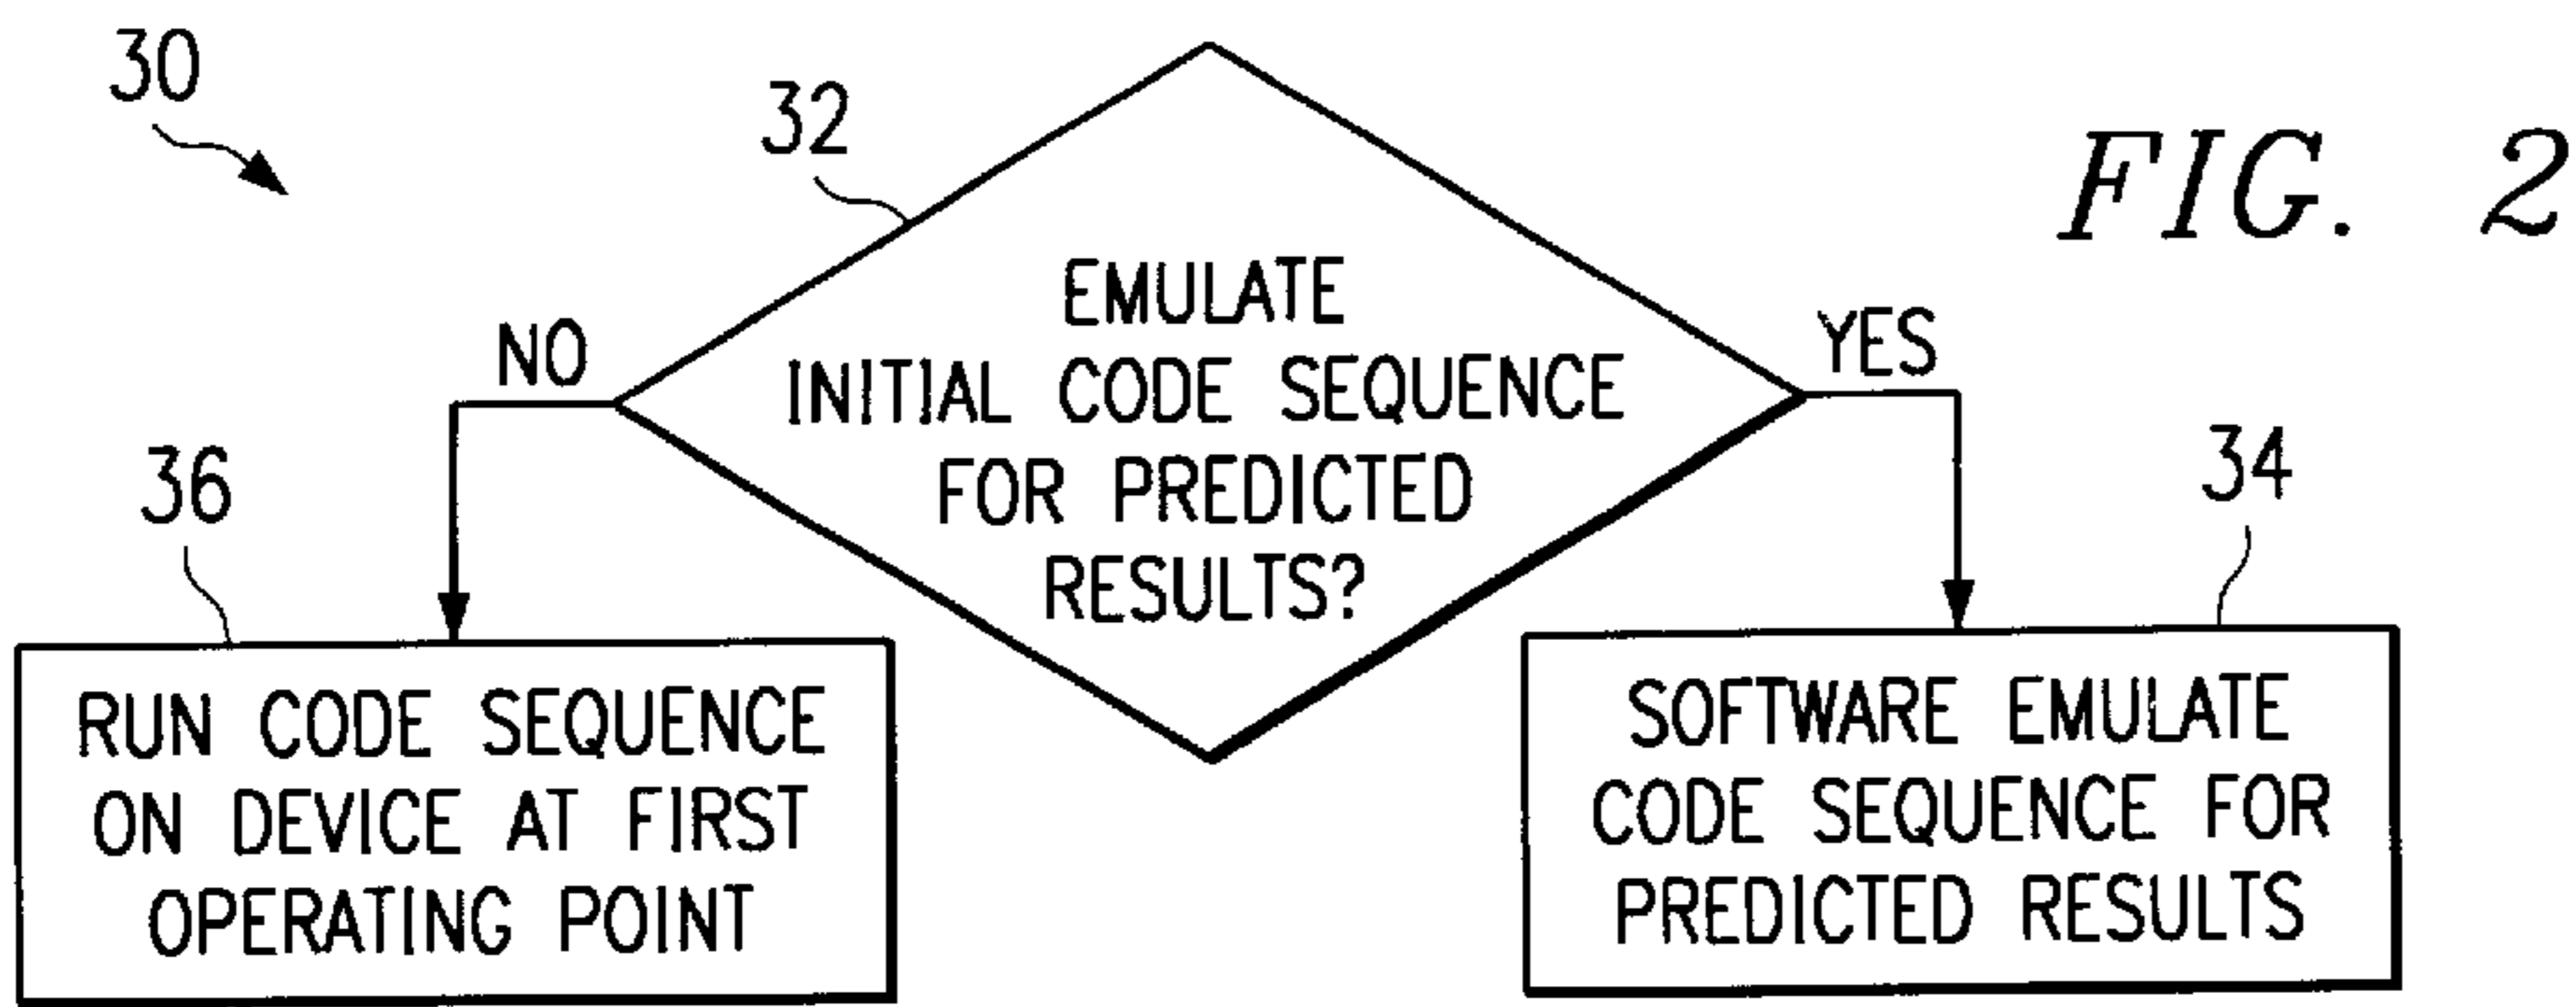 30
32
FIG. 2
EMULATE
INITIAL CODE SEQUENCE
FOR PREDICTED
RESULTS?
NO
YES
36
34
RUN CODE SEQUENCE
ON DEVICE AT FIRST
OPERATING POINT
SOFTWARE EMULATE
CODE SEQUENCE FOR
PREDICTED RESULTS